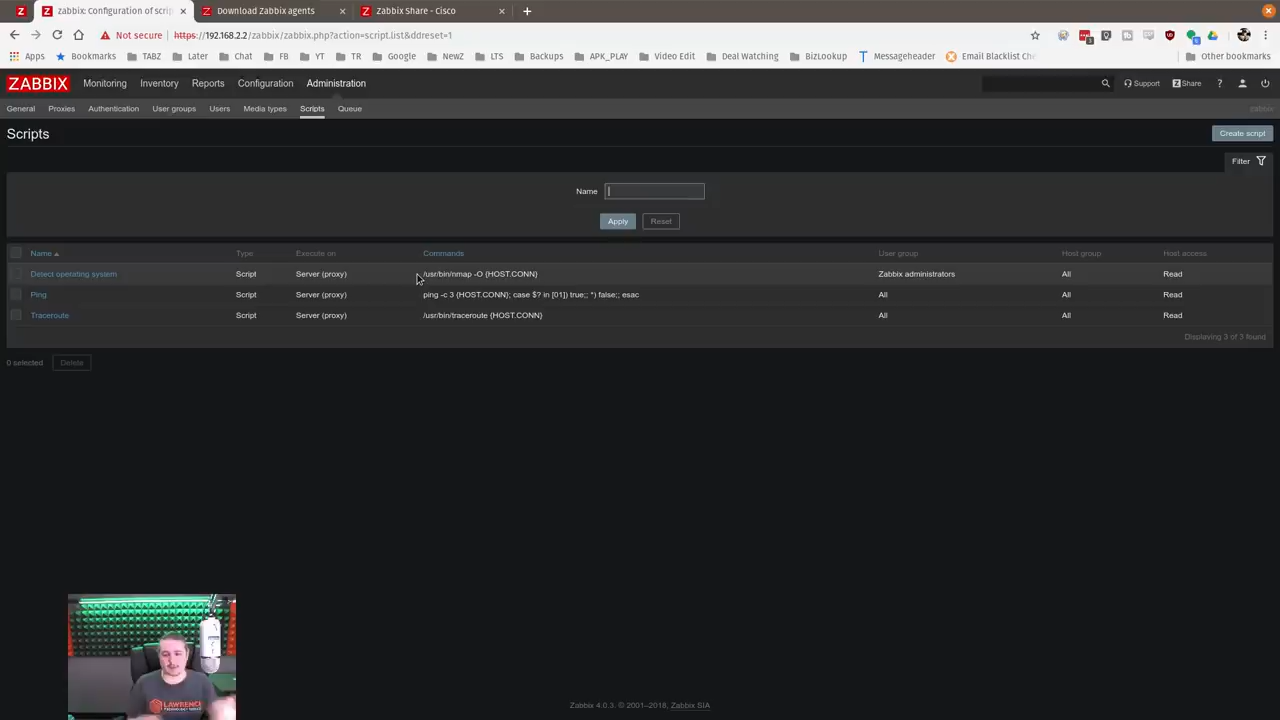 zabbix: Configuration of scrip
Download Zabbix agents
Zabbix Share - Cisco
Not secure
https://192.168.2.2/zabbix/zabbix.php?action=script.list&ddreset=1
Apps
Bookmarks
TABZ
Later
Chat
FB
YT
TR
Google
NewZ
LTS
Backups
APK_PLAY
Video Edit
Deal Watching
BizLookup
Messageheader
Email Blacklist Che
Other bookmarks
ZABBIX
Monitoring
Inventory
Reports
Configuration
Administration
Support
Share
?
General
Proxies
Authentication
User groups
Users
Media types
Scripts
Queue
zabbix
Scripts
Create script
Filter
Name
Apply
Reset
Name Type Execute on Commands User group Host group Host access
Detect operating system Script Server (proxy) /usr/bin/nmap -O {HOST.CONN} Zabbix administrators All Read
Ping Script Server (proxy) ping -c 3 {HOST.CONN}; case $? in [01]) true;; *) false;; esac All All Read
Traceroute Script Server (proxy) /usr/bin/traceroute {HOST.CONN} All All Read
Displaying 3 of 3 found
0 selected
Delete
LAWRENCE
Zabbix 4.0.3. © 2001–2018, Zabbix SIA